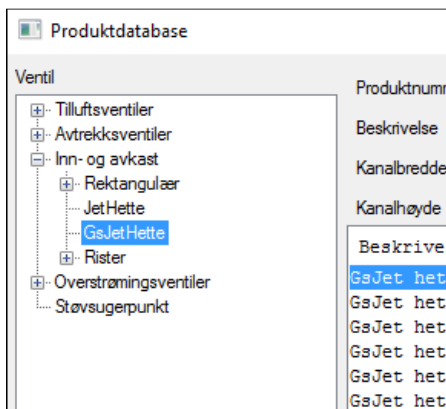 Produktdatabase
Ventil
Tilluftsventiler
Avtrekksventiler
Inn- og avkast
Rektangulær
JetHette
GsJetHette
Rister
Overstrømingsventiler
Støvsugerpunkt
Produktnumr
Beskrivelse
Kanalbredde
Kanalhøyde
Beskrive
GsJet het
GsJet het
GsJet het
GsJet het
GsJet het
GsJet het